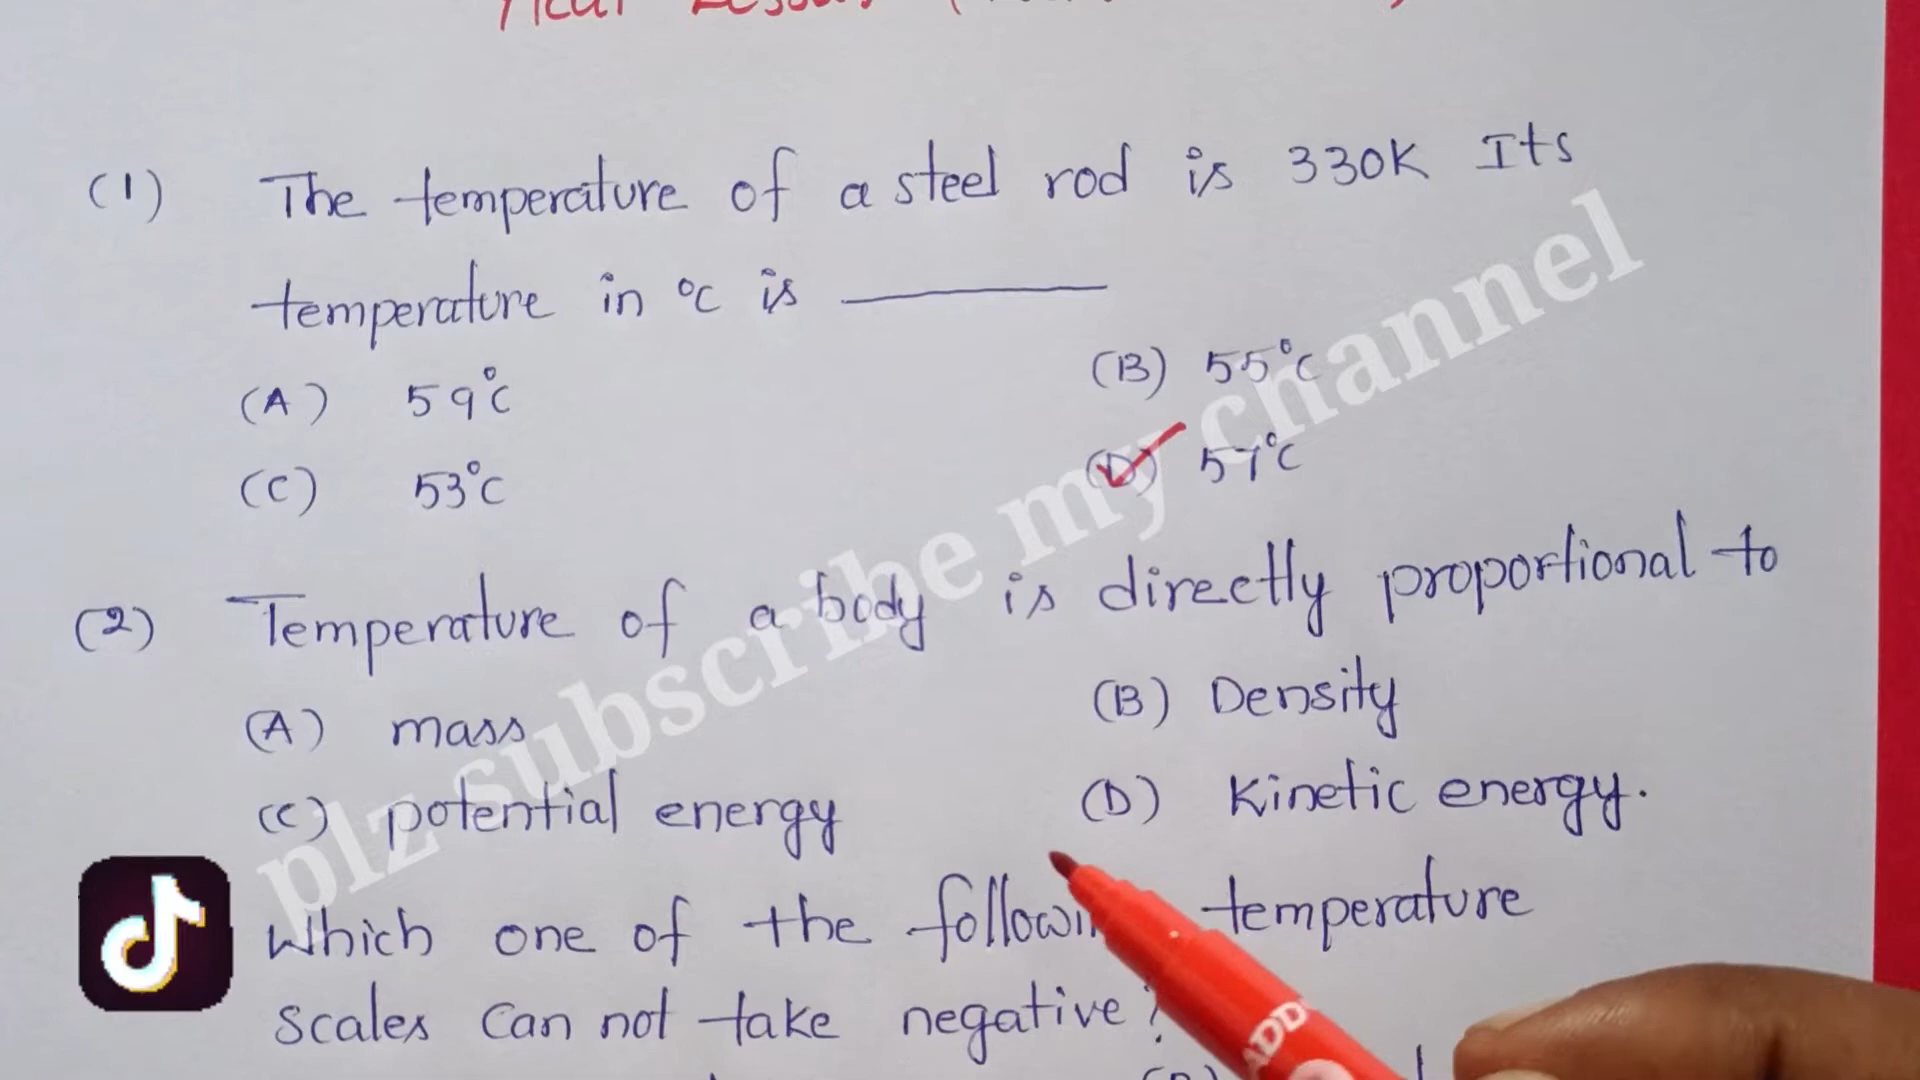 (1) The temperature of a steel rod is 330K Its
temperature in °C is
(A) 59°C (B) 55°C
(C) 53°C (D) 57°C
(2) Temperature of a body is directly proportional to
(A) mass (B) Density
(C) potential energy (D) Kinetic energy.
Which one of the temperature
scales can not take negative?
plz subscribe my channel